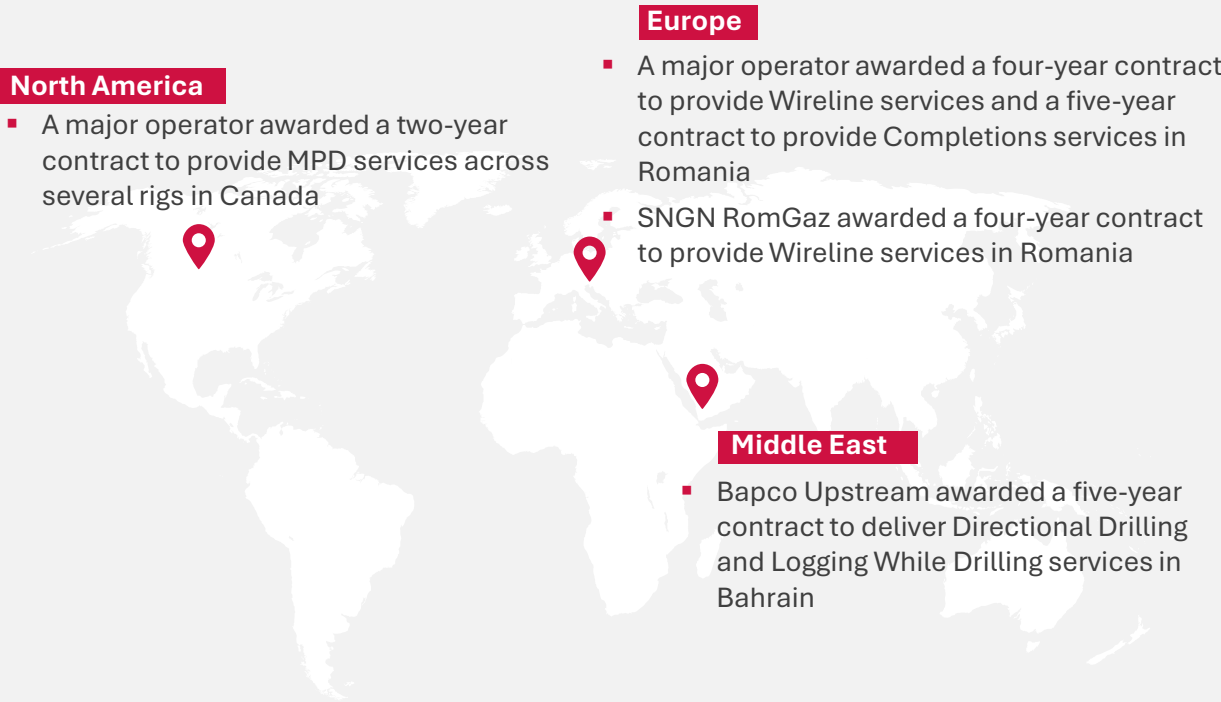 North America
▪ A major operator awarded a two-year
contract to provide MPD services across
several rigs in Canada
Europe
▪ A major operator awarded a four-year contract
to provide Wireline services and a five-year
contract to provide Completions services in
Romania
▪ SNGN RomGaz awarded a four-year contract
to provide Wireline services in Romania
Middle East
▪ Bapco Upstream awarded a five-year
contract to deliver Directional Drilling
and Logging While Drilling services in
Bahrain